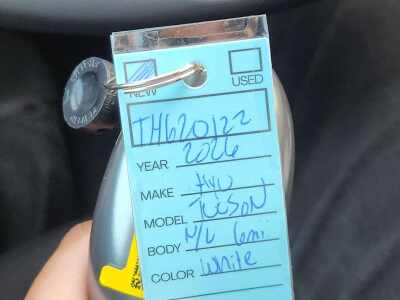 NEW USED
TH620122
YEAR 2026
MAKE Hyu
MODEL TUCSON
BODY
COLOR White